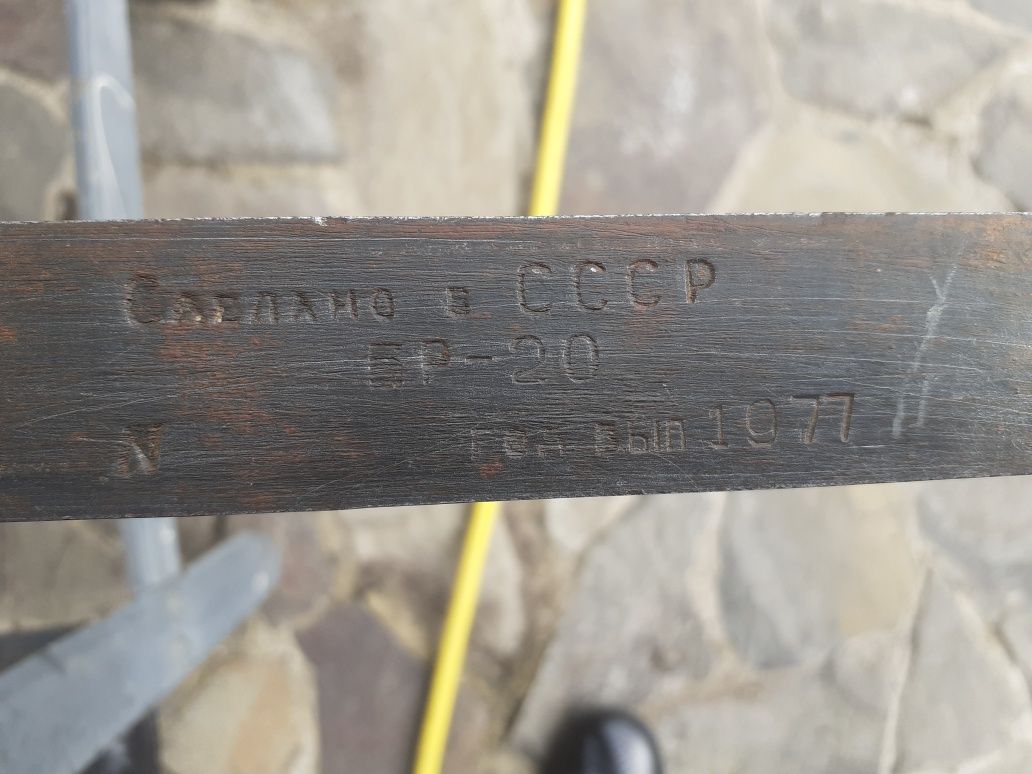 Сделано в СССР
БР-20
N Год вып 1977